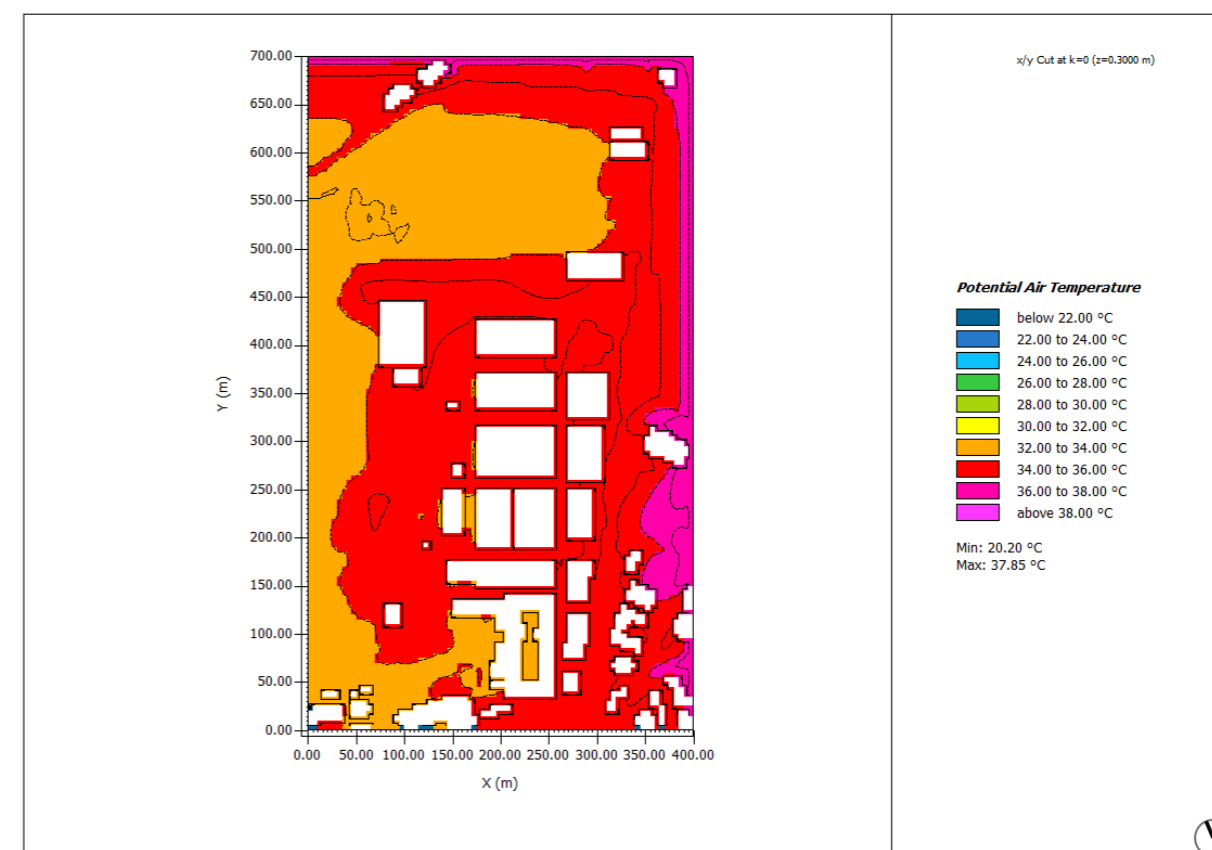 x/y Cut at k=0 (z=0.3000 m)
700.00
650.00
600.00
550.00
500.00
450.00
400.00
350.00
300.00
250.00
200.00
150.00
100.00
50.00
0.00
Y (m)
0.00 50.00 100.00 150.00 200.00 250.00 300.00 350.00 400.00
X (m)
Potential Air Temperature
below 22.00 °C
22.00 to 24.00 °C
24.00 to 26.00 °C
26.00 to 28.00 °C
28.00 to 30.00 °C
30.00 to 32.00 °C
32.00 to 34.00 °C
34.00 to 36.00 °C
36.00 to 38.00 °C
above 38.00 °C
Min: 20.20 °C
Max: 37.85 °C